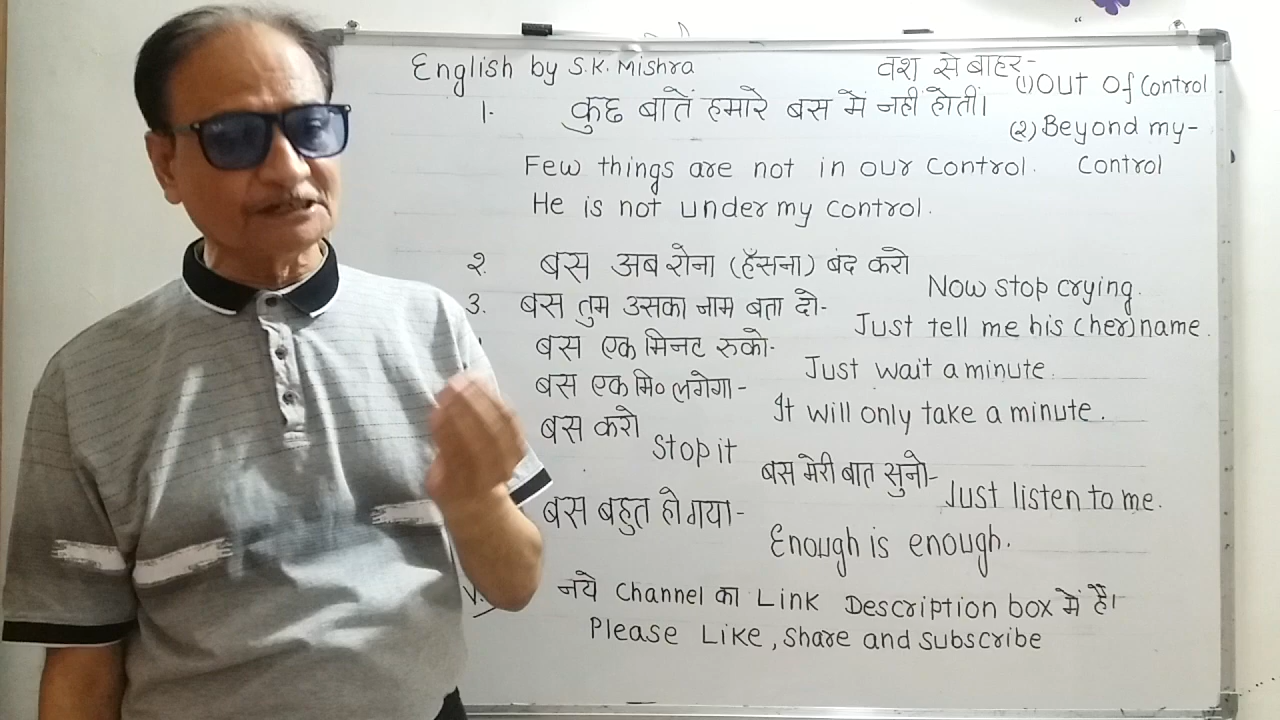 English by S.K. Mishra
वश से बाहर-
(1) Out of Control
1. कुछ बातें हमारे बस में नहीं होतीं।
(२) Beyond my-
Control
Few things are not in our Control.
He is not under my control.
२. बस अब रोना (हँसना) बंद करो
Now stop crying.
3. बस तुम उसका नाम बता दो-
Just tell me his (her) name.
बस एक मिनट रुको-
Just wait a minute.
बस एक मि० लगेगा-
It will only take a minute.
बस करो
Stop it
बस मेरी बात सुनो-
Just listen to me.
बस बहुत हो गया-
Enough is enough.
नये Channel का Link Description box में है।
Please Like, Share and Subscribe